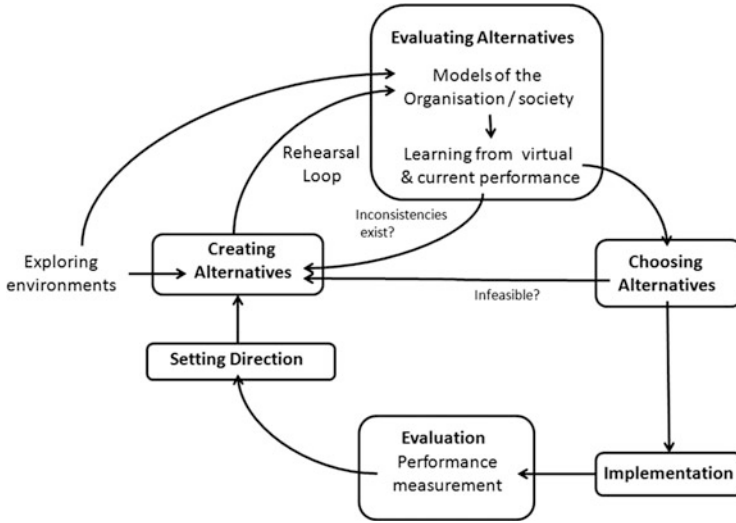 Evaluating Alternatives
Models of the
Organisation / society
Learning from virtual
& current performance
Rehearsal
Loop
Inconsistencies
exist?
Exploring
environments
Creating
Alternatives
Choosing
Alternatives
Infeasible?
Setting Direction
Evaluation
Performance
measurement
Implementation